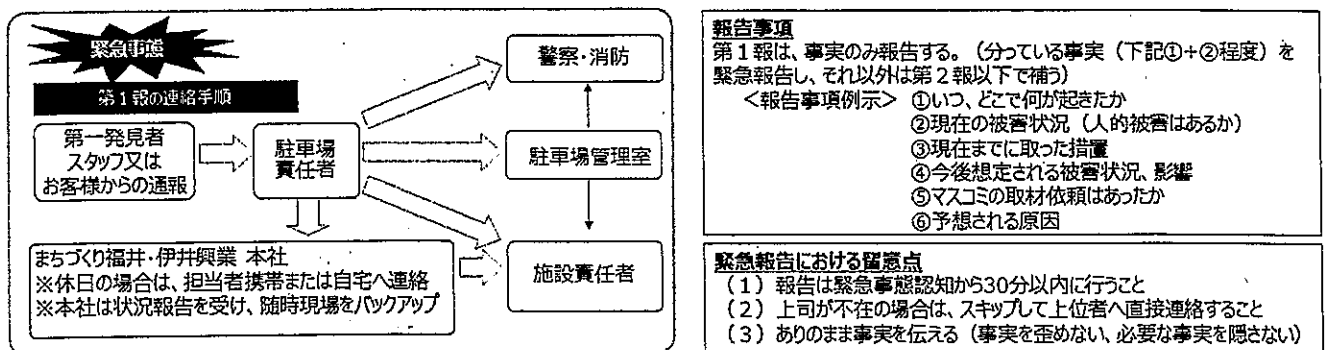 緊急事態
第1報の連絡手順
第一発見者
スタッフ又は
お客様からの通報
駐車場
責任者
警察・消防
駐車場管理室
施設責任者
まちづくり福井・伊井興業 本社
※休日の場合は、担当者携帯または自宅へ連絡
※本社は状況報告を受け、随時現場をバックアップ
報告事項
第1報は、事実のみ報告する。(分っている事実(下記①+②程度)を
緊急報告し、それ以外は第2報以下で補う)
<報告事項例示> ①いつ、どこで何が起きたか
②現在の被害状況(人的被害はあるか)
③現在までに取った措置
④今後想定される被害状況、影響
⑤マスコミの取材依頼はあったか
⑥予想される原因
緊急報告における留意点
(1)報告は緊急事態認知から30分以内に行うこと
(2)上司が不在の場合は、スキップして上位者へ直接連絡すること
(3)ありのまま事実を伝える(事実を歪めない、必要な事実を隠さない)